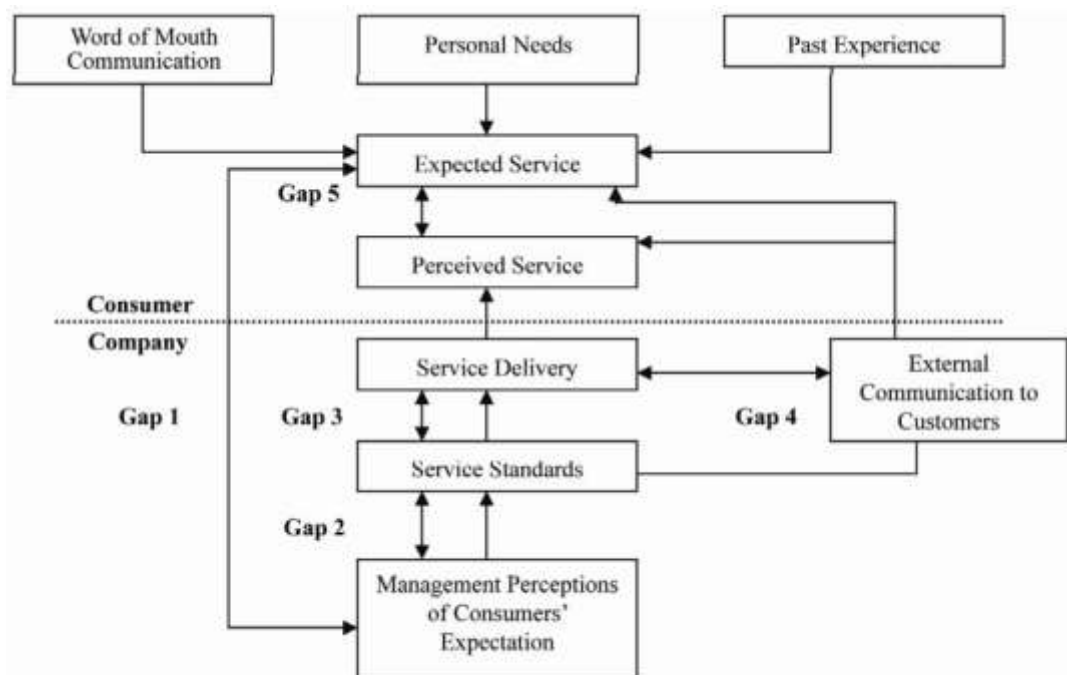 Word of Mouth
Communication
Personal Needs
Past Experience
Expected Service
Gap 5
Perceived Service
Consumer
Company
Service Delivery
External
Communication to
Customers
Gap 1
Gap 3
Gap 4
Service Standards
Gap 2
Management Perceptions
of Consumers'
Expectation